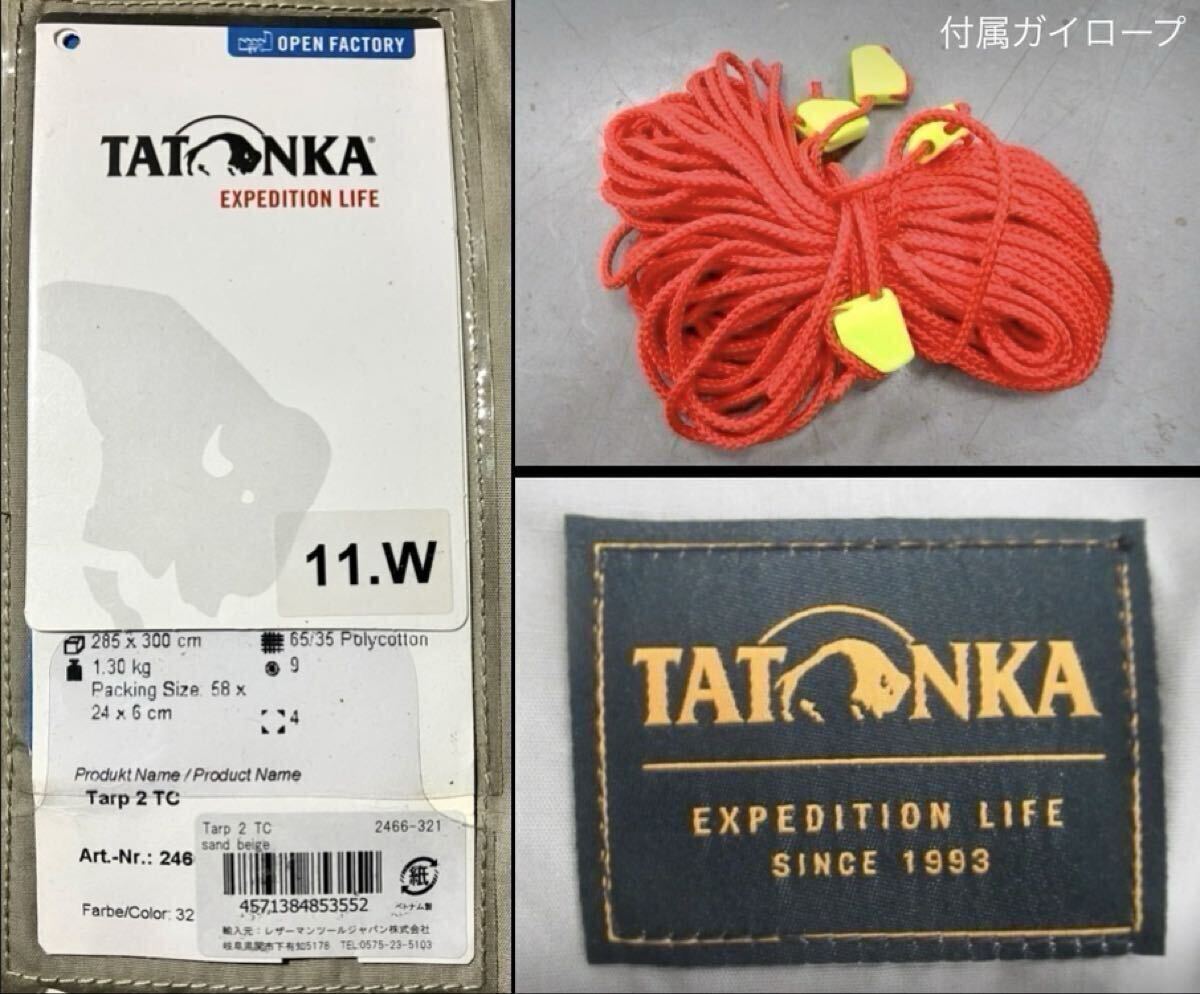 OPEN FACTORY
TATONKA®
EXPEDITION LIFE
11.W
285 x 300 cm
65/35 Polycotton
1.30 kg
9
Packing Size: 58 x
24 x 6 cm
4
Produkt Name / Product Name
Tarp 2 TC
Art.-Nr.: 246
Farbe/Color: 32
Tarp 2 TC 2466-321
sand beige
紙
4571384853552
ベトナム製
輸入元:レザーマンツールジャパン株式会社
岐阜県関市下有知5178 TEL:0575-23-5103
付属ガイロープ
TATONKA
EXPEDITION LIFE
SINCE 1993